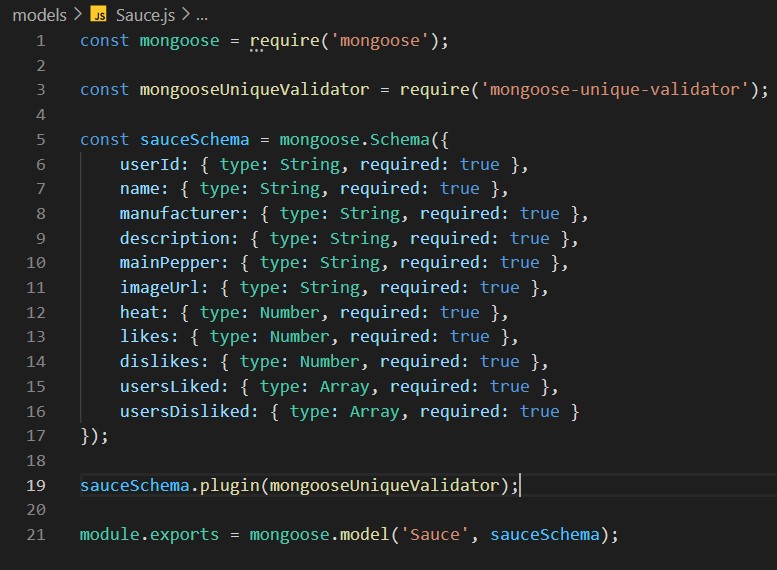 models > JS Sauce.js > ...
1 const mongoose = require('mongoose');
2
3 const mongooseUniqueValidator = require('mongoose-unique-validator');
4
5 const sauceSchema = mongoose.Schema({
6 userId: { type: String, required: true },
7 name: { type: String, required: true },
8 manufacturer: { type: String, required: true },
9 description: { type: String, required: true },
10 mainPepper: { type: String, required: true },
11 imageUrl: { type: String, required: true },
12 heat: { type: Number, required: true },
13 likes: { type: Number, required: true },
14 dislikes: { type: Number, required: true },
15 usersLiked: { type: Array, required: true },
16 usersDisliked: { type: Array, required: true }
17 });
18
19 sauceSchema.plugin(mongooseUniqueValidator);
20
21 module.exports = mongoose.model('Sauce', sauceSchema);